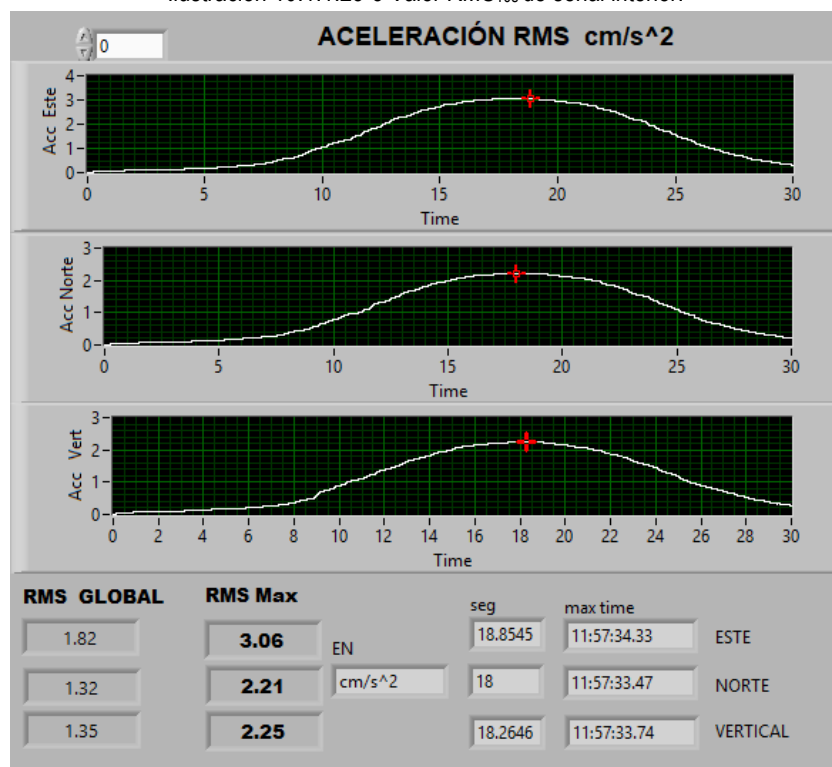 ACELERACIÓN RMS cm/s^2
0
Acc Este
4
3
2
1
0
0 5 10 15 20 25 30
Time
Acc Norte
3
2
1
0
0 5 10 15 20 25 30
Time
Acc Vert
3
2
1
0
0 2 4 6 8 10 12 14 16 18 20 22 24 26 28 30
Time
RMS GLOBAL RMS Max seg max time
1.82 3.06 EN 18.8545 11:57:34.33 ESTE
1.32 2.21 cm/s^2 18 11:57:33.47 NORTE
1.35 2.25 18.2646 11:57:33.74 VERTICAL